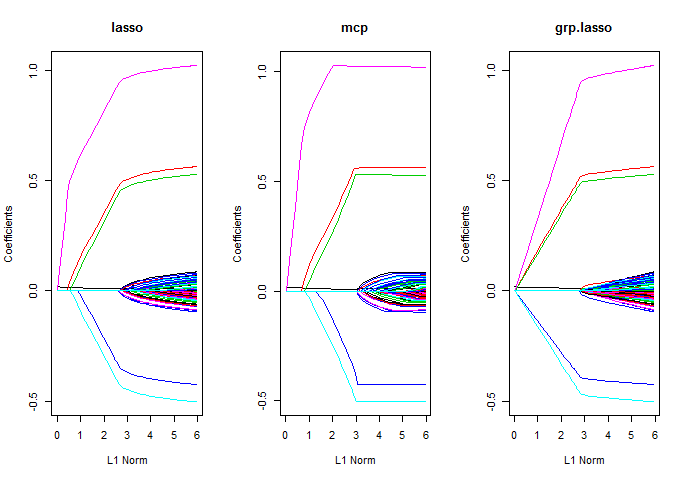 lasso
Coefficients
1.0
0.5
0.0
-0.5
0 1 2 3 4 5 6
L1 Norm
mcp
Coefficients
1.0
0.5
0.0
-0.5
0 1 2 3 4 5 6
L1 Norm
grp.lasso
Coefficients
1.0
0.5
0.0
-0.5
0 1 2 3 4 5 6
L1 Norm